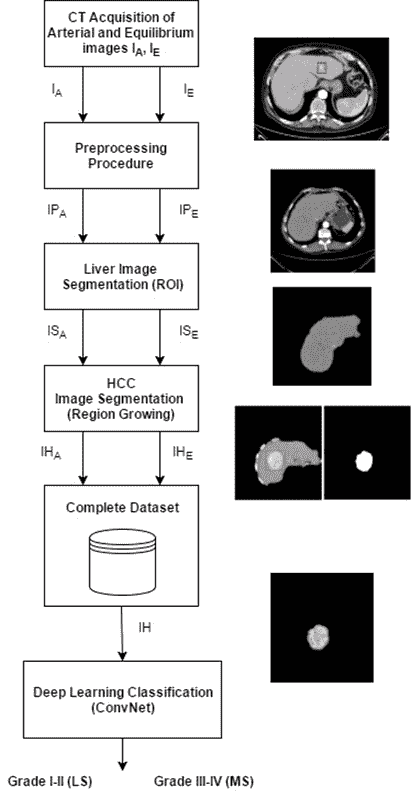 CT Acquisition of
Arterial and Equilibrium
images IA, IE
IA
IE
Preprocessing
Procedure
IPA
IPE
Liver Image
Segmentation (ROI)
ISA
ISE
HCC
Image Segmentation
(Region Growing)
IHA
IHE
Complete Dataset
IH
Deep Learning Classification
(ConvNet)
Grade I-II (LS)
Grade III-IV (MS)